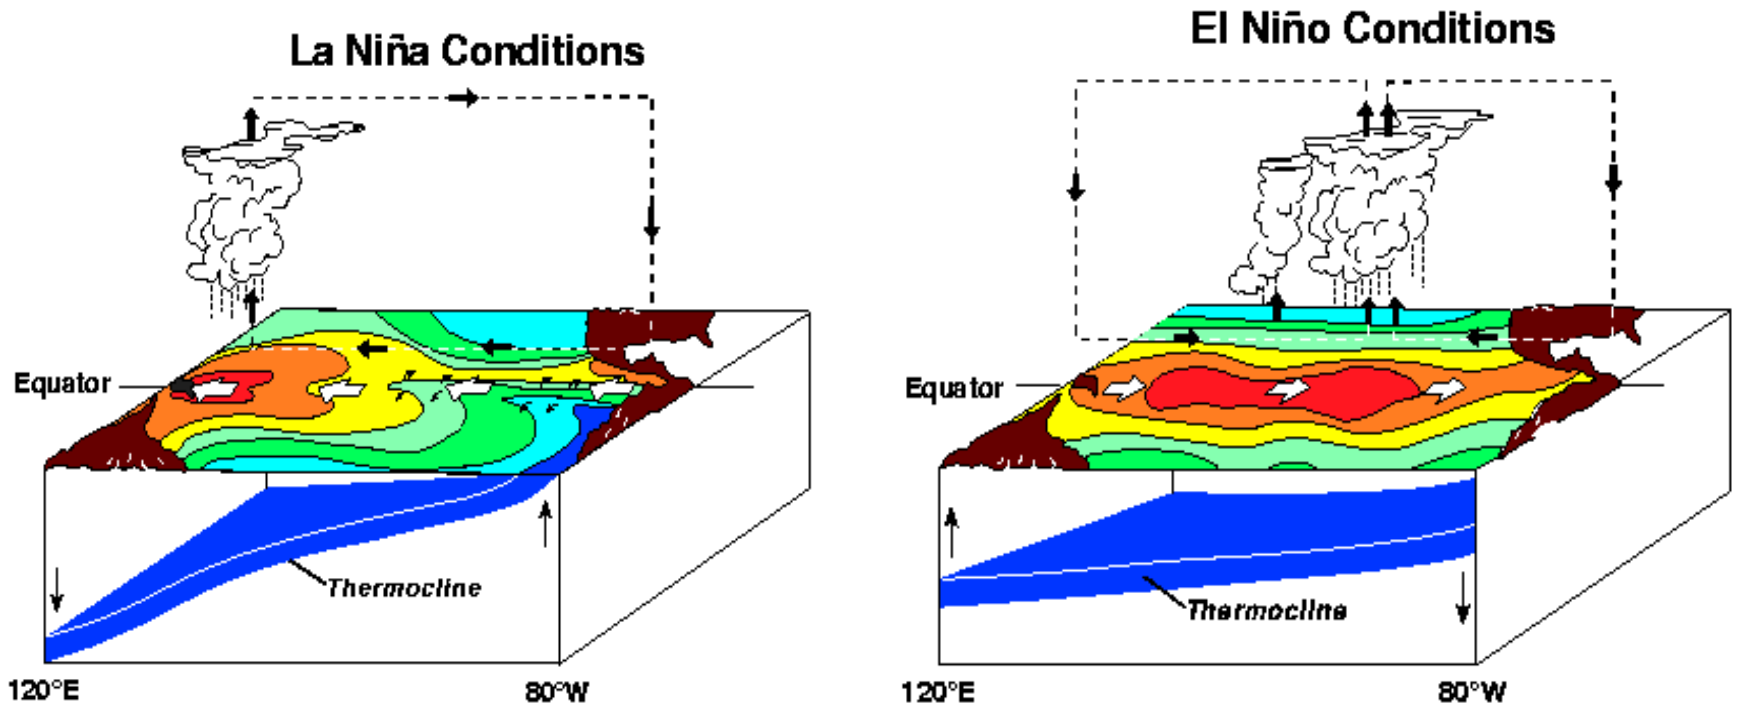 La Niña Conditions
Equator
Thermocline
120°E
80°W
El Niño Conditions
Equator
Thermocline
120°E
80°W